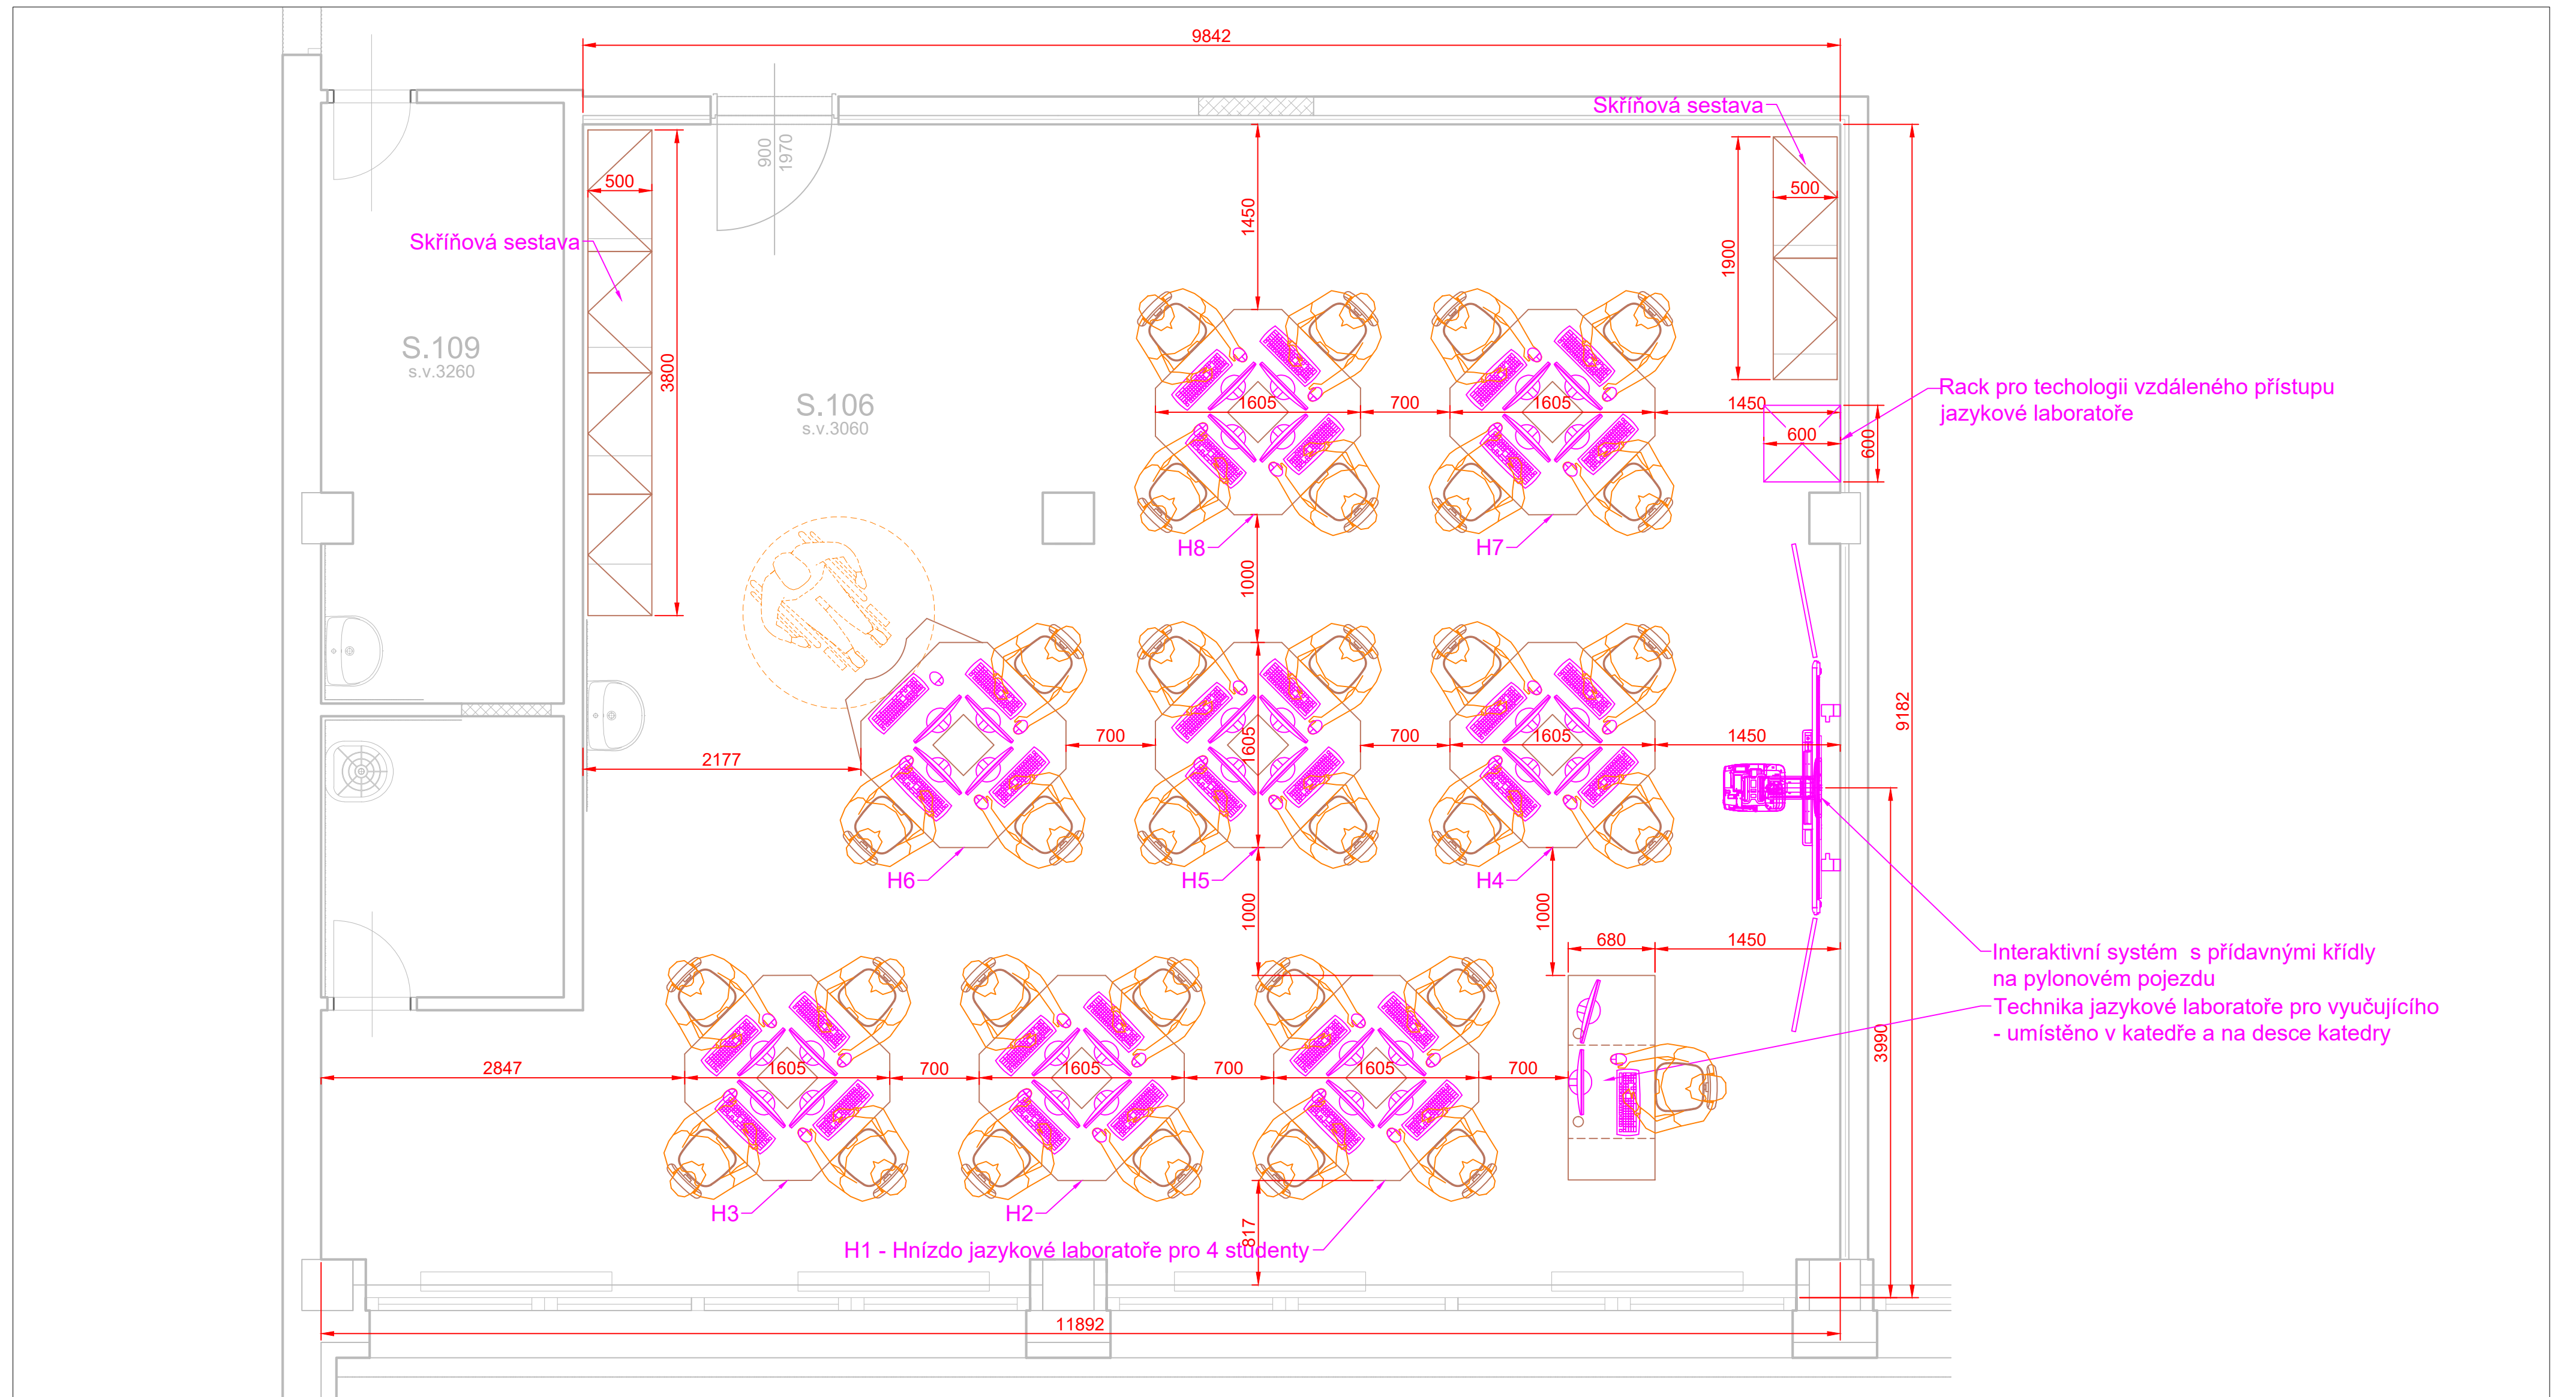 9842
Skříňová sestava
900
1970
500
500
1450
1900
Skříňová sestava
S.109
s.v.3260
3800
S.106
s.v.3060
1605
700
1605
1450
Rack pro techologii vzdáleného přístupu
jazykové laboratoře
600
600
H8
H7
1000
9182
2177
700
1605
700
1605
1450
H6
H5
H4
1000
1000
680
1450
Interaktivní systém s přídavnými křídly
na pylonovém pojezdu
Technika jazykové laboratoře pro vyučujícího
- umístěno v katedře a na desce katedry
3990
2847
1605
700
1605
700
1605
700
H3
H2
817
H1 - Hnízdo jazykové laboratoře pro 4 studenty
11892